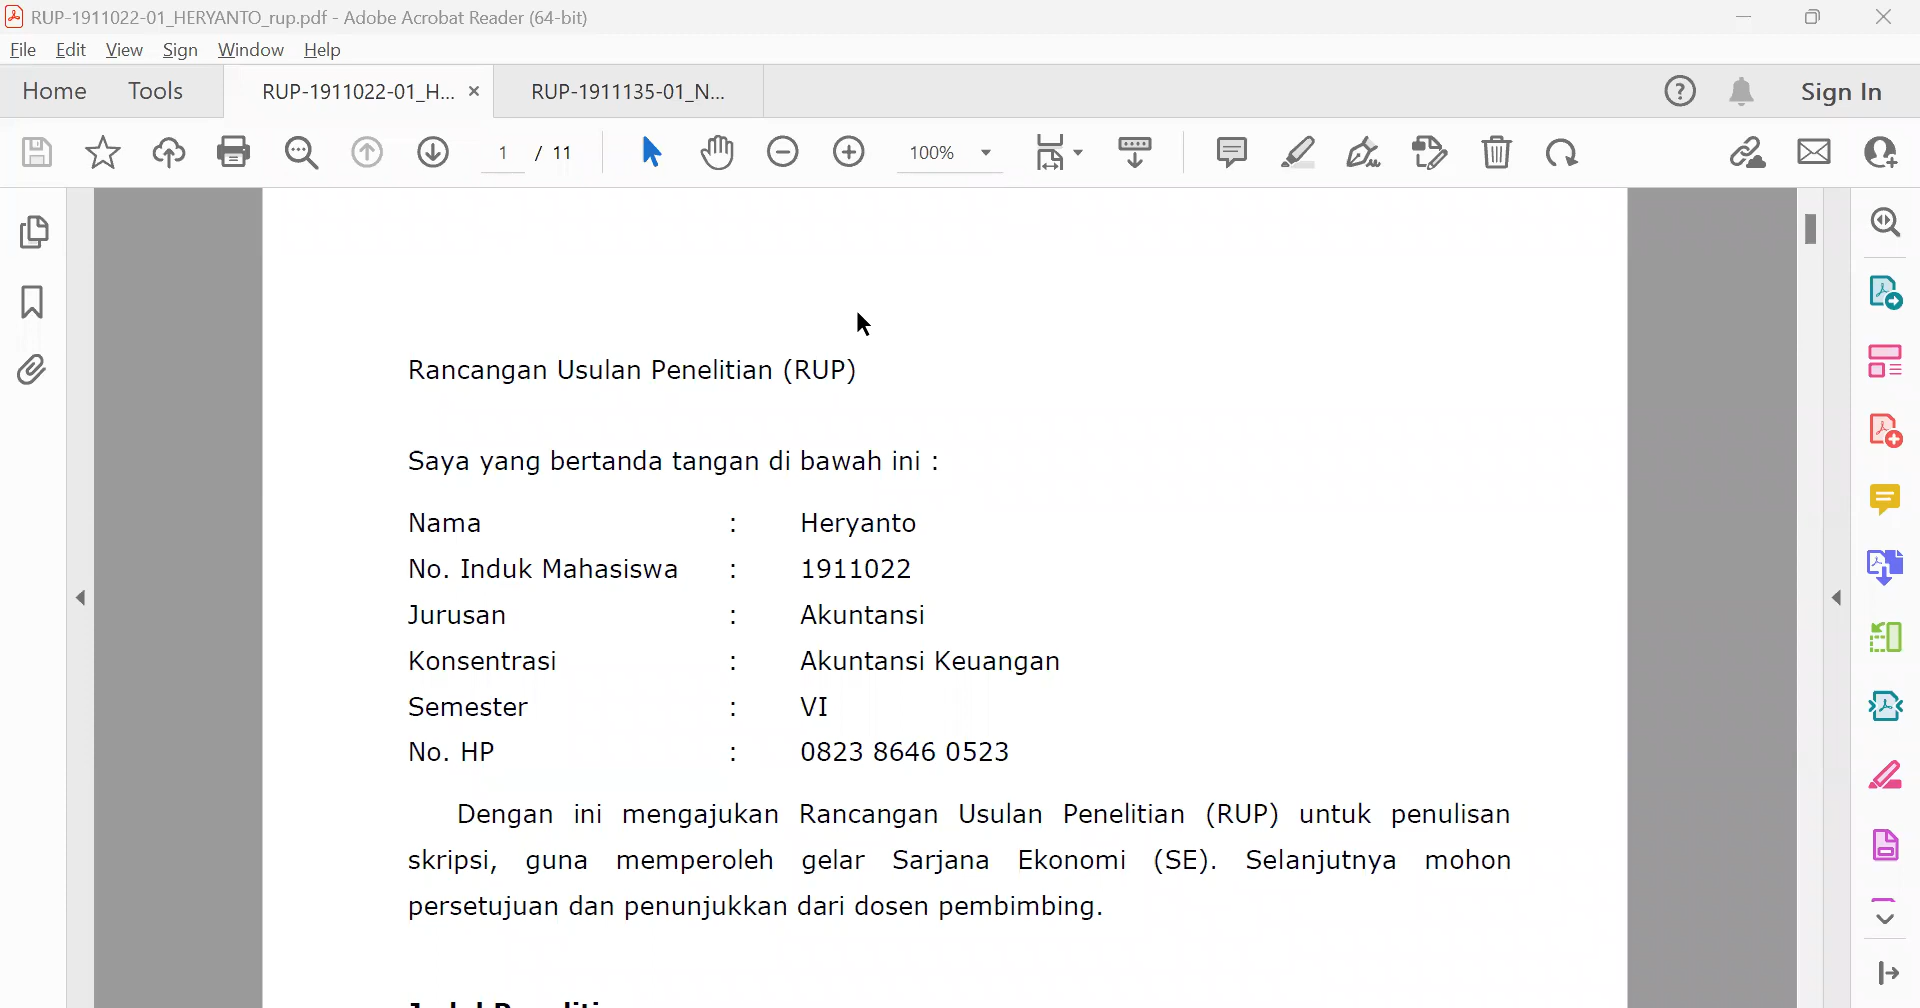 RUP-1911022-01_HERYANTO_rup.pdf - Adobe Acrobat Reader (64-bit)
File Edit View Sign Window Help
Home Tools RUP-1911022-01_H... × RUP-1911135-01_N... Sign In
1 / 11 100%
Rancangan Usulan Penelitian (RUP)
Saya yang bertanda tangan di bawah ini :
Nama : Heryanto
No. Induk Mahasiswa : 1911022
Jurusan : Akuntansi
Konsentrasi : Akuntansi Keuangan
Semester : VI
No. HP : 0823 8646 0523
Dengan ini mengajukan Rancangan Usulan Penelitian (RUP) untuk penulisan
skripsi, guna memperoleh gelar Sarjana Ekonomi (SE). Selanjutnya mohon
persetujuan dan penunjukkan dari dosen pembimbing.